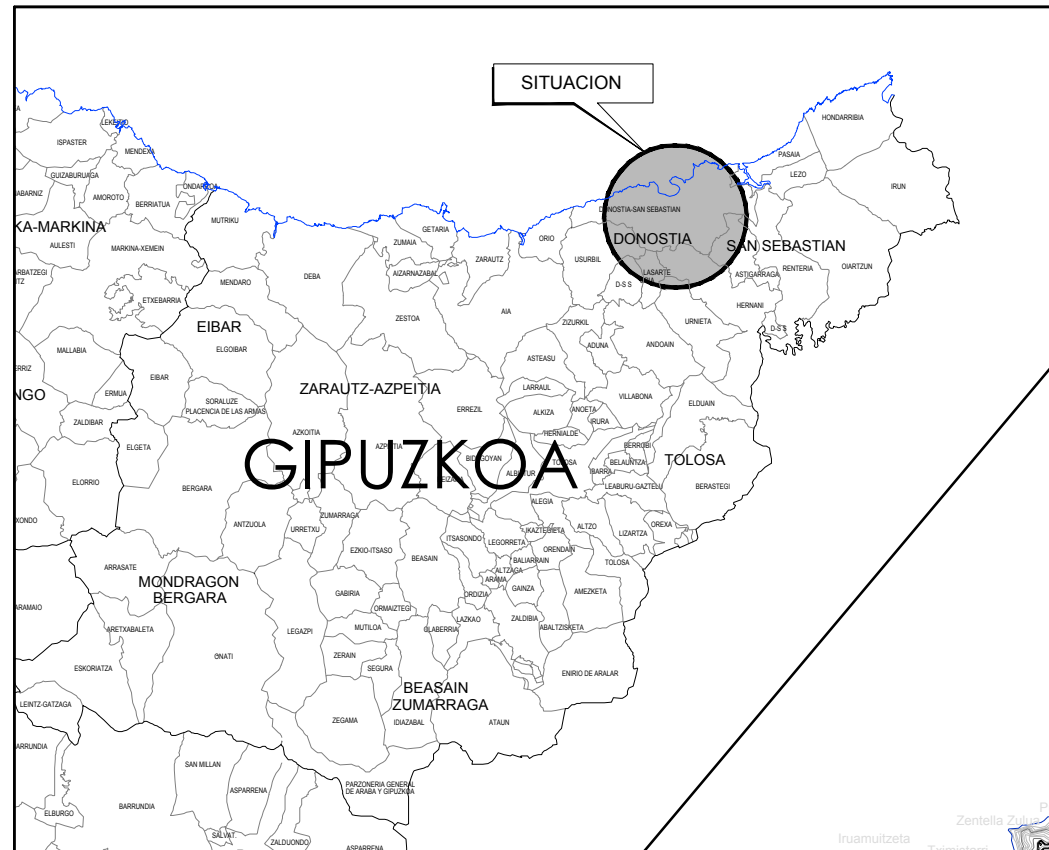 SITUACION
HONDARRIBIA
LEKEITIO
ISPASTER
MENDEXA
PASAIA
LEZO
GUIZABURUAGA
IRUN
AMOROTO
BERRIATUA
MUTRIKU
DONOSTIA-SAN SEBASTIAN
KA-MARKINA
GETARIA
ZUMAIA
ORIO
DONOSTIA
SAN SEBASTIAN
AULESTI
MARKINA-XEMEIN
ZARAUTZ
USURBIL
OIARTZUN
RENTERIA
AIZARNAZABAL
LASARTE
ASTIGARRAGA
DEBA
MENDARO
D-S S
ETXEBARRIA
HERNANI
AIA
ZESTOA
EIBAR
ZIZURKIL
URNIETA
D-S S
ELGOIBAR
ADUNA
ANDOAIN
MALLABIA
ASTEASU
EIBAR
ZARAUTZ-AZPEITIA
LARRAUL
ERMUA
NGO
SORALUZE
PLACENCIA DE LAS ARMAS
VILLABONA
ELDUAIN
ERREZIL
ALKIZA
ANOETA
IRURA
ZALDIBAR
AZKOITIA
HERNIALDE
ELGETA
AZPEITIA
BERROBI
GIPUZKOA
BIDEGOYAN
TOLOSA
BELAUNTZA
TOLOSA
IBARRA
ALBIZTUR
ELORRIO
LEABURU-GAZTELU
BERASTEGI
BERGARA
ALEGIA
ZUMARRAGA
ANTZUOLA
URRETXU
OREXA
IKAZTEGIETA
ALTZO
LIZARTZA
ITSASONDO
LEGORRETA
EZKIO-ITSASO
BEASAIN
ORENDAIN
BALIARRAIN
TOLOSA
ARRASATE
ALTZAGA
ARAMA
MONDRAGON
BERGARA
GABIRIA
ORDIZIA
GAINZA
AMEZKETA
ARAMAIO
ORMAIZTEGI
LAZKAO
ZALDIBIA
ARETXABALETA
LEGAZPI
MUTILOA
OLABERRIA
ABALTZISKETA
OÑATI
ZERAIN
ESKORIATZA
SEGURA
ENIRIO DE ARALAR
BEASAIN
ZUMARRAGA
LEINTZ-GATZAGA
ZEGAMA
IDIAZABAL
ATAUN
SAN MILLAN
PARZONERIA GENERAL
DE ARABA Y GIPUZKOA
ASPARRENA
BARRUNDIA
ELBURGO
Zentella Zulua
Iruamuitzeta
SALVAT.
ZALDUONDO
ASPARRENA